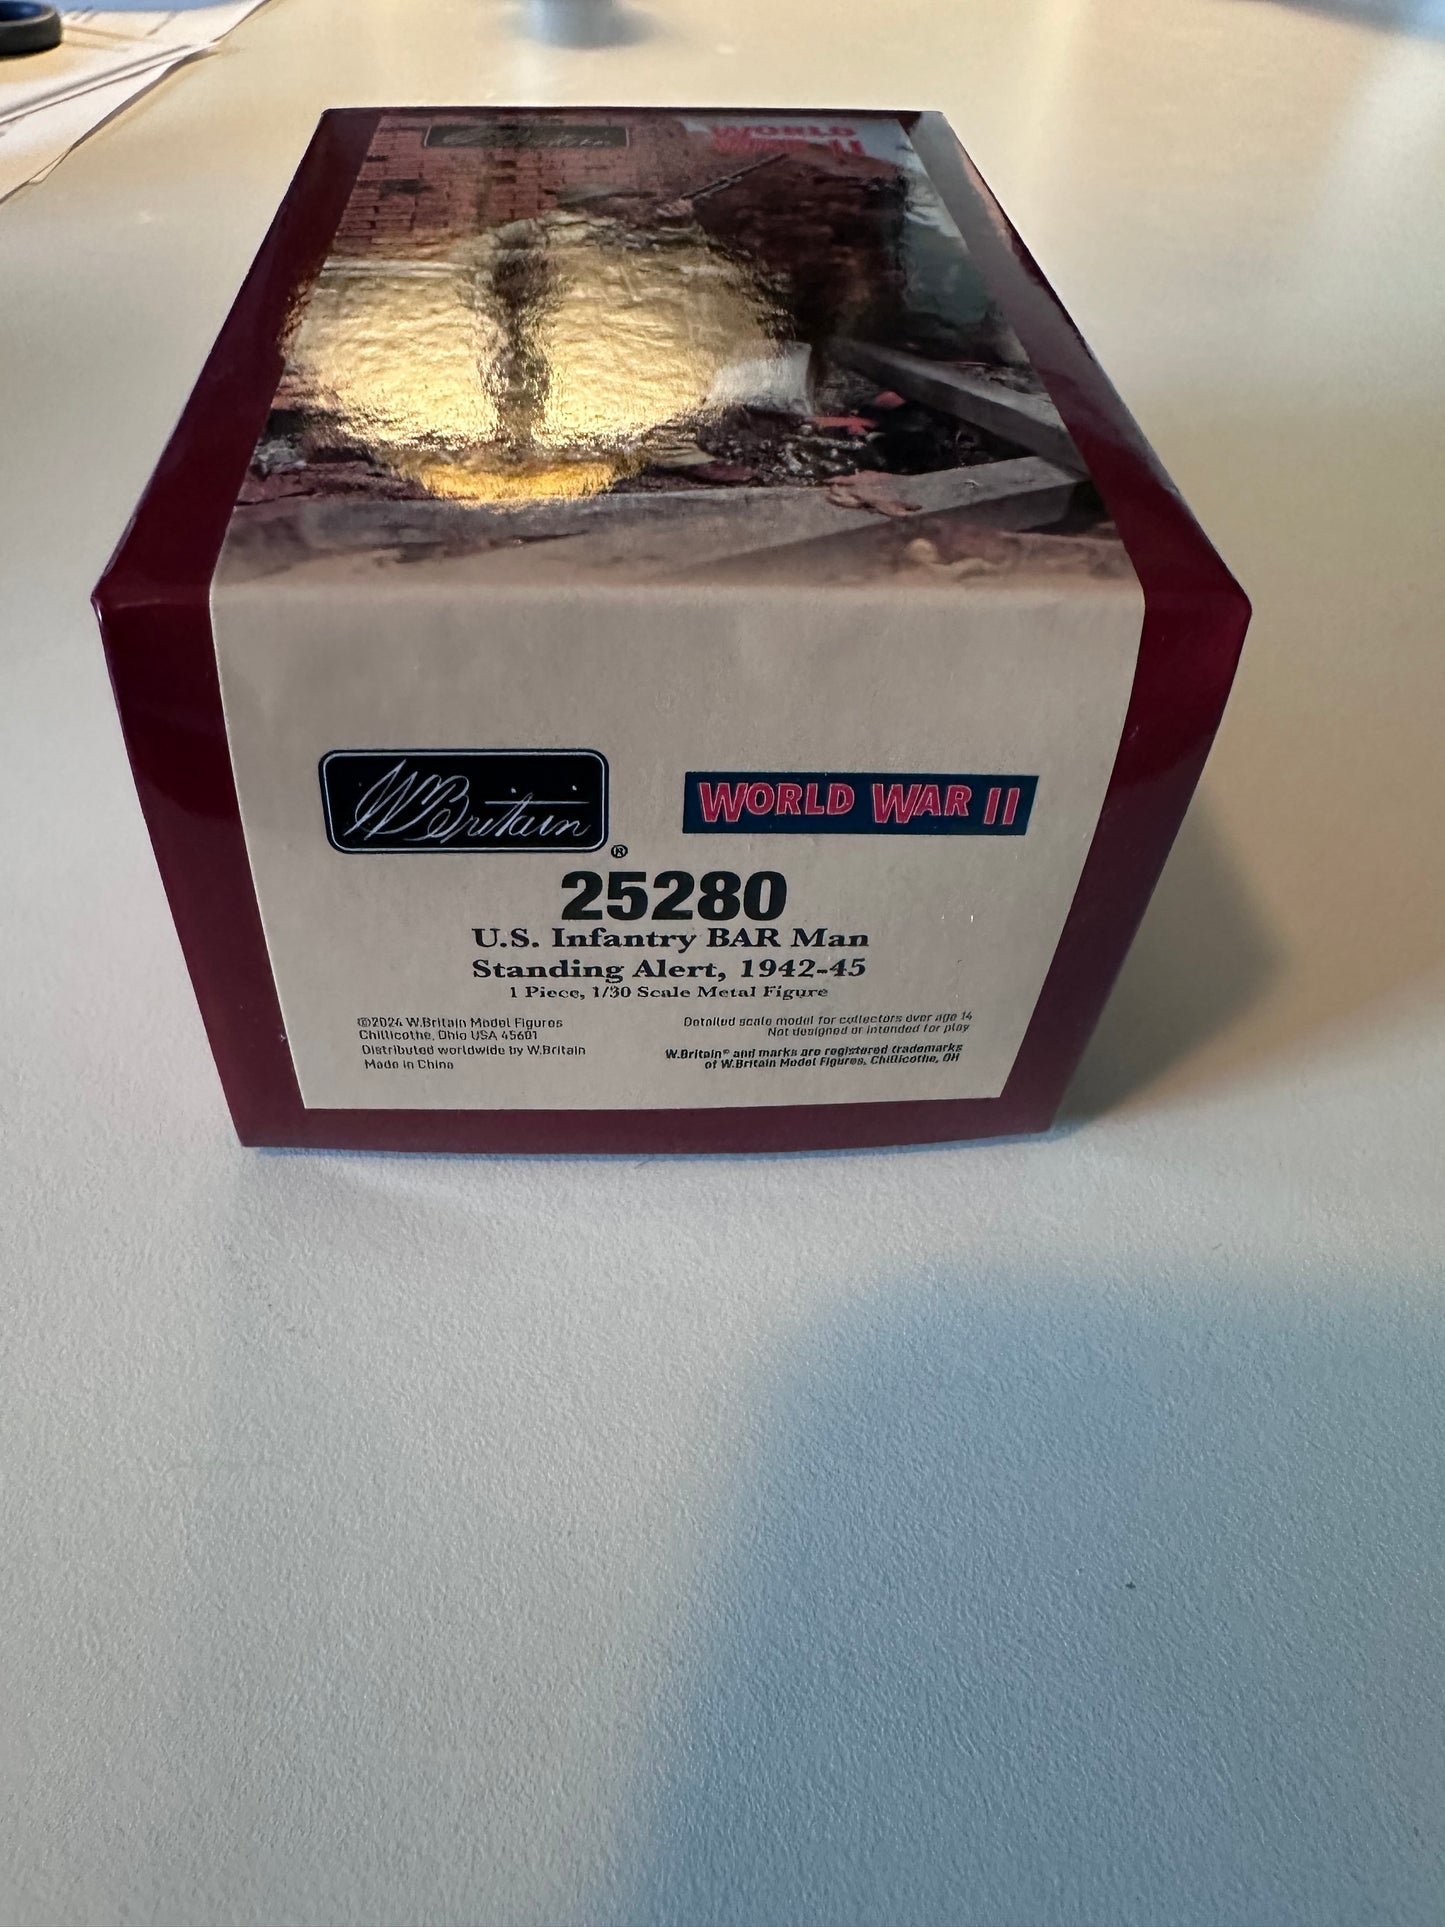 WORLD
WAR II
W Britain
®
WORLD WAR II
25280
U.S. Infantry BAR Man
Standing Alert, 1942-45
1 Piece, 1/30 Scale Metal Figure
©2024 W.Britain Model Figures
Chillicothe, Ohio USA 45601
Distributed worldwide by W.Britain
Made in China
Detailed scale model for collectors over age 14
Not designed or intended for play
W.Britain® and marks are registered trademarks
of W.Britain Model Figures, Chillicothe, OH